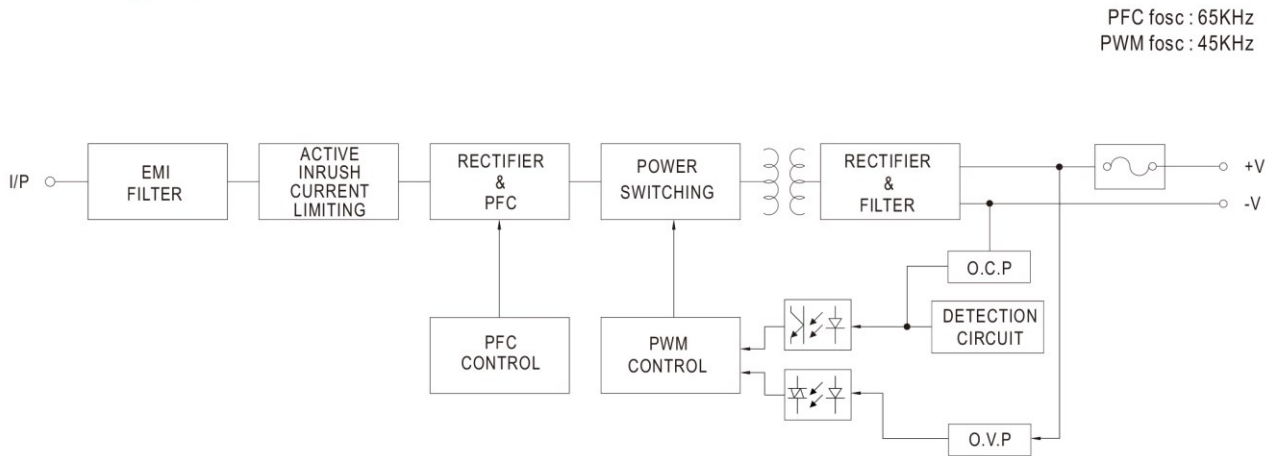 PFC fosc : 65KHz
PWM fosc : 45KHz
I/P
EMI
FILTER
ACTIVE
INRUSH
CURRENT
LIMITING
RECTIFIER
&
PFC
POWER
SWITCHING
RECTIFIER
&
FILTER
+V
-V
O.C.P
DETECTION
CIRCUIT
PFC
CONTROL
PWM
CONTROL
O.V.P